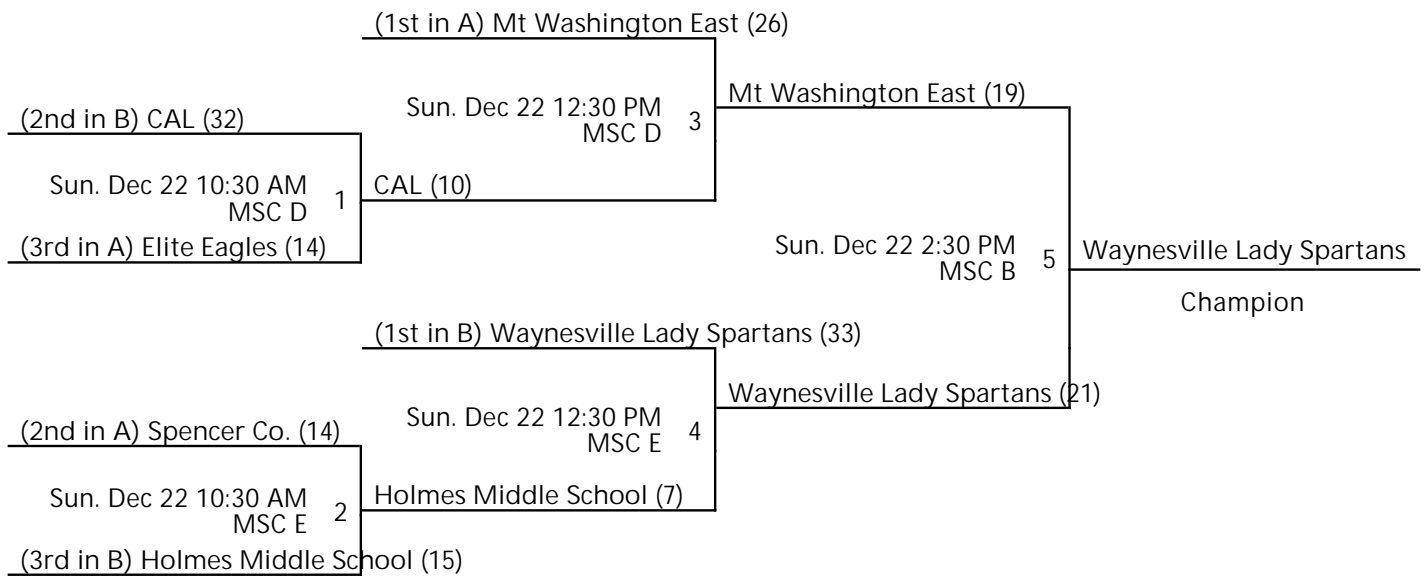 (1st in A) Mt Washington East (26)
Mt Washington East (19)
Sun. Dec 22 12:30 PM
MSC D
3
(2nd in B) CAL (32)
Sun. Dec 22 10:30 AM
MSC D
1
CAL (10)
(3rd in A) Elite Eagles (14)
Sun. Dec 22 2:30 PM
MSC B
5
Waynesville Lady Spartans
Champion
(1st in B) Waynesville Lady Spartans (33)
Waynesville Lady Spartans (21)
Sun. Dec 22 12:30 PM
MSC E
4
(2nd in A) Spencer Co. (14)
Sun. Dec 22 10:30 AM
MSC E
2
Holmes Middle School (7)
(3rd in B) Holmes Middle School (15)